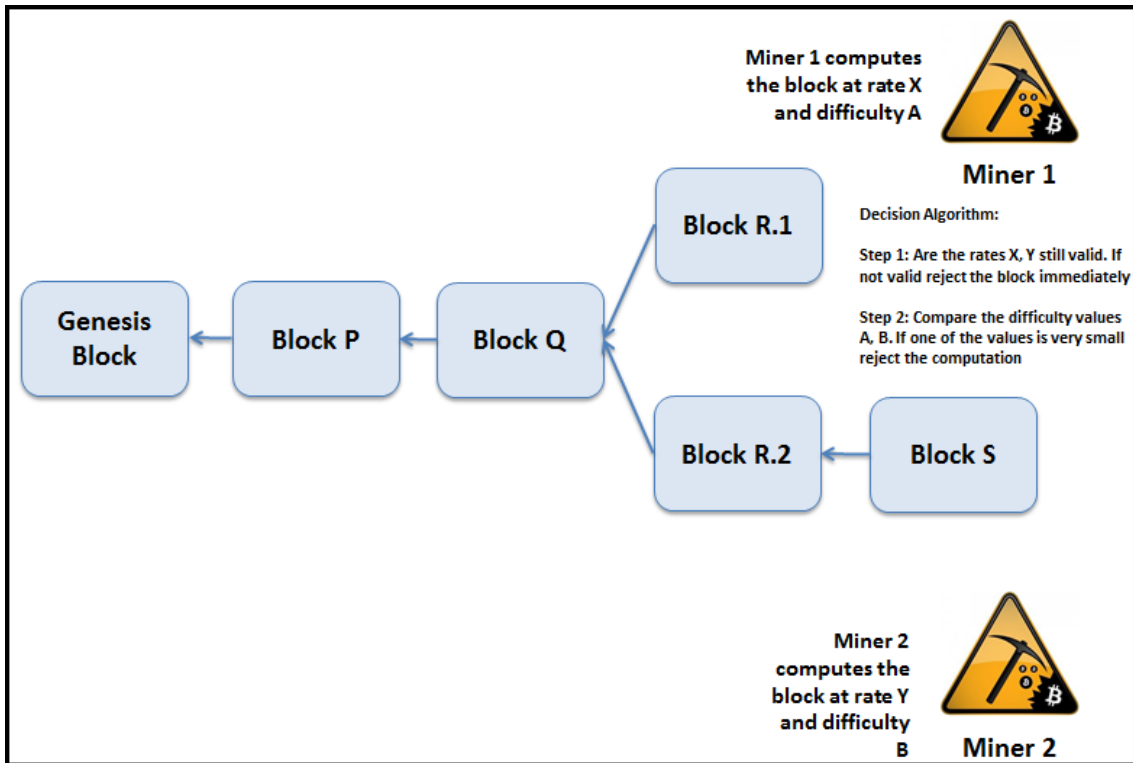 Miner 1 computes
the block at rate X
and difficulty A
Miner 1
Block R.1
Decision Algorithm:
Step 1: Are the rates X, Y still valid. If
not valid reject the block immediately
Step 2: Compare the difficulty values
A, B. If one of the values is very small
reject the computation
Genesis
Block
Block P
Block Q
Block R.2
Block S
Miner 2
computes the
block at rate Y
and difficulty
B
Miner 2